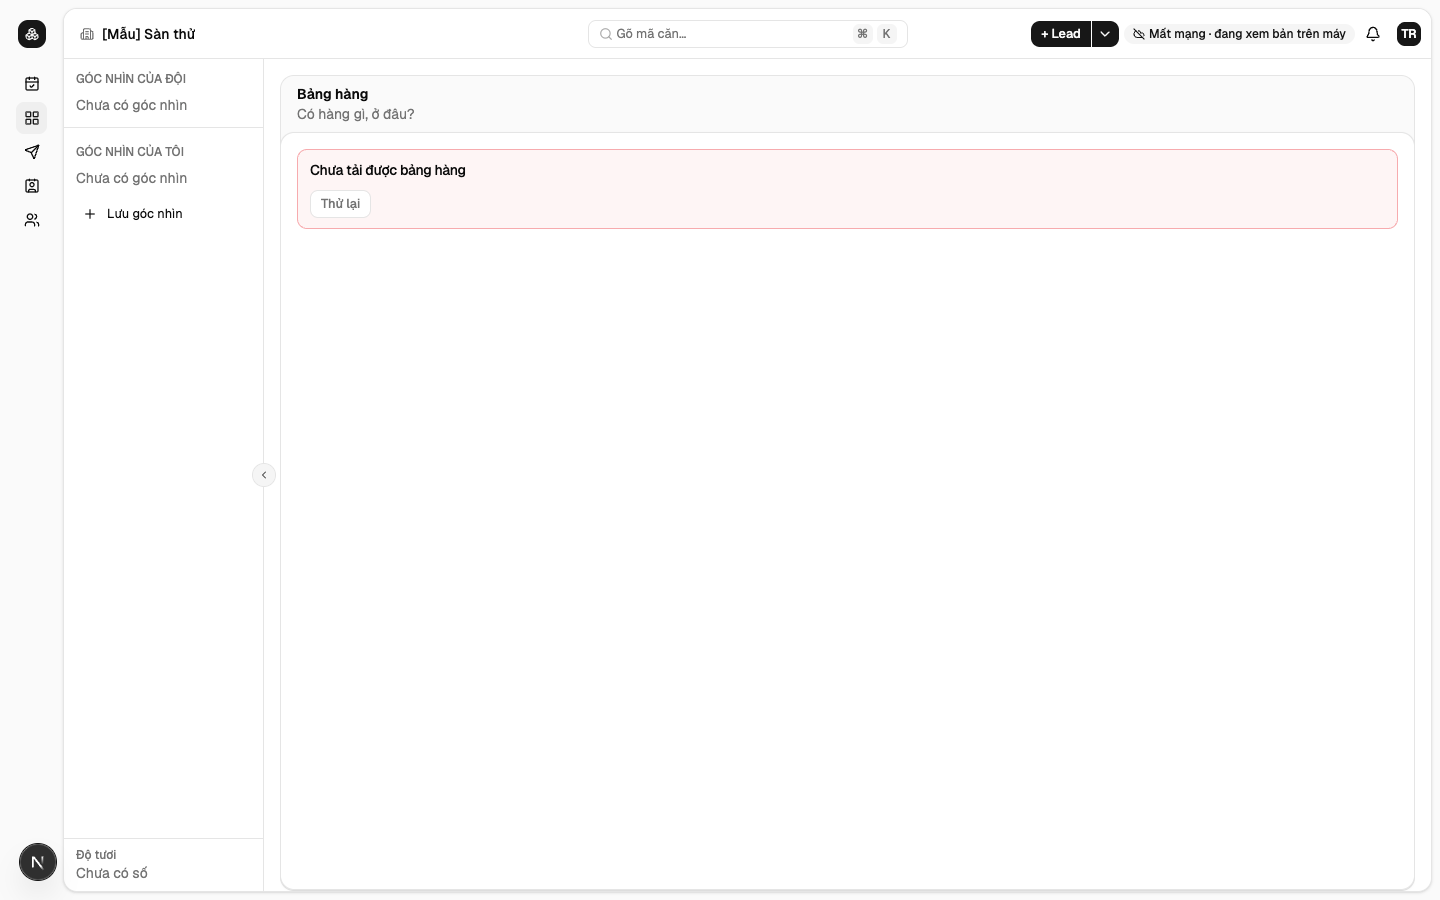 [Mẫu] Sàn thử
Gõ mã căn...
⌘ K
+ Lead
Mất mạng · đang xem bản trên máy
TR
GÓC NHÌN CỦA ĐỘI
Chưa có góc nhìn
GÓC NHÌN CỦA TÔI
Chưa có góc nhìn
Lưu góc nhìn
Bảng hàng
Có hàng gì, ở đâu?
Chưa tải được bảng hàng
Thử lại
Độ tươi
Chưa có số
N